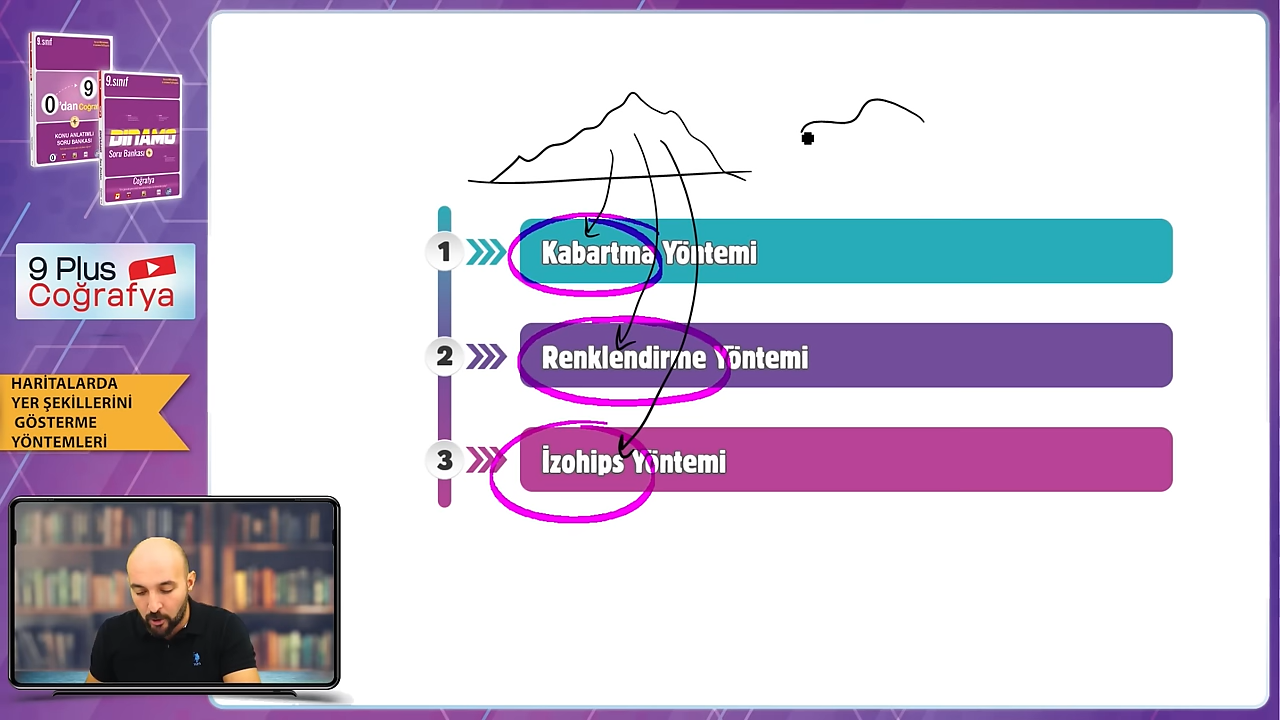 9.sınıf
0'dan Coğrafya 9
KONU ANLATIMLI
SORU BANKASI
9.sınıf
DİNAMO
Soru Bankası
Coğrafya
9 Plus
Coğrafya
HARİTALARDA
YER ŞEKİLLERİNİ
GÖSTERME
YÖNTEMLERİ
1 Kabartma Yöntemi
2 Renklendirme Yöntemi
3 İzohips Yöntemi